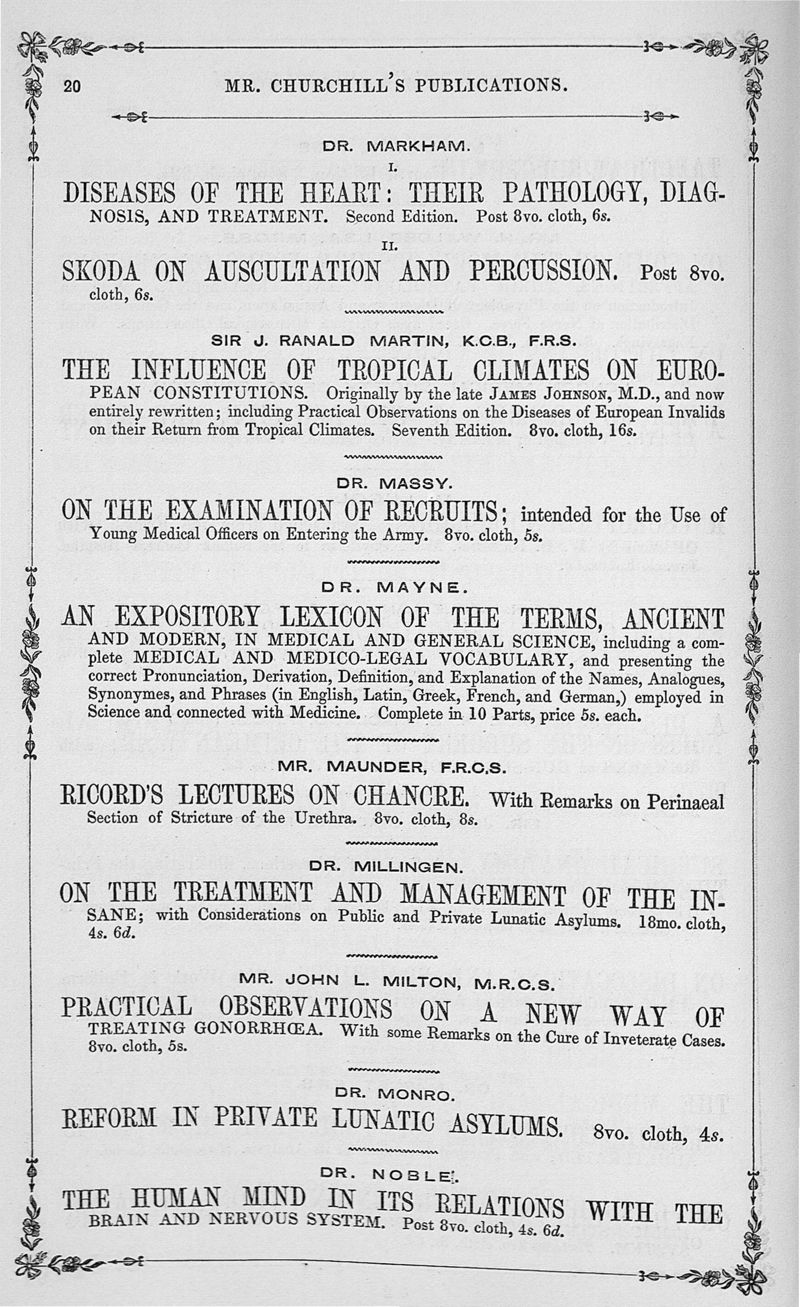 20 MR. CHURCHILL'S PUBLICATIONS.
DR. MARKHAM.
I.
DISEASES OF THE HEART: THEIR PATHOLOGY, DIAG-
NOSIS, AND TREATMENT. Second Edition. Post 8vo. cloth, 6s.
II.
SKODA ON AUSCULTATION AND PERCUSSION. Post 8vo.
cloth, 6s.
SIR J. RANALD MARTIN, K.C.B., F.R.S.
THE INFLUENCE OF TROPICAL CLIMATES ON EURO-
PEAN CONSTITUTIONS. Originally by the late JAMES JOHNSON, M.D., and now
entirely rewritten; including Practical Observations on the Diseases of European Invalids
on their Return from Tropical Climates. Seventh Edition. 8vo. cloth, 16s.
DR. MASSY.
ON THE EXAMINATION OF RECRUITS; intended for the Use of
Young Medical Officers on Entering the Army. 8vo. cloth, 5s.
DR. MAYNE.
AN EXPOSITORY LEXICON OF THE TERMS, ANCIENT
AND MODERN, IN MEDICAL AND GENERAL SCIENCE, including a com-
plete MEDICAL AND MEDICO-LEGAL VOCABULARY, and presenting the
correct Pronunciation, Derivation, Definition, and Explanation of the Names, Analogues,
Synonymes, and Phrases (in English, Latin, Greek, French, and German,) employed in
Science and connected with Medicine. Complete in 10 Parts, price 5s. each.
MR. MAUNDER, F.R.C.S.
RICORD'S LECTURES ON CHANCRE. With Remarks on Perinaeal
Section of Stricture of the Urethra. 8vo. cloth, 8s.
DR. MILLINGEN.
ON THE TREATMENT AND MANAGEMENT OF THE IN-
SANE; with Considerations on Public and Private Lunatic Asylums. 18mo. cloth,
4s. 6d.
MR. JOHN L. MILTON, M.R.C.S.
PRACTICAL OBSERVATIONS ON A NEW WAY OF
TREATING GONORRHŒA. With some Remarks on the Cure of Inveterate Cases.
8vo. cloth, 5s.
DR. MONRO.
REFORM IN PRIVATE LUNATIC ASYLUMS. 8vo. cloth, 4s.
DR. NOBLE.
THE HUMAN MIND IN ITS RELATIONS WITH THE
BRAIN AND NERVOUS SYSTEM. Post 8vo. cloth, 4s. 6d.